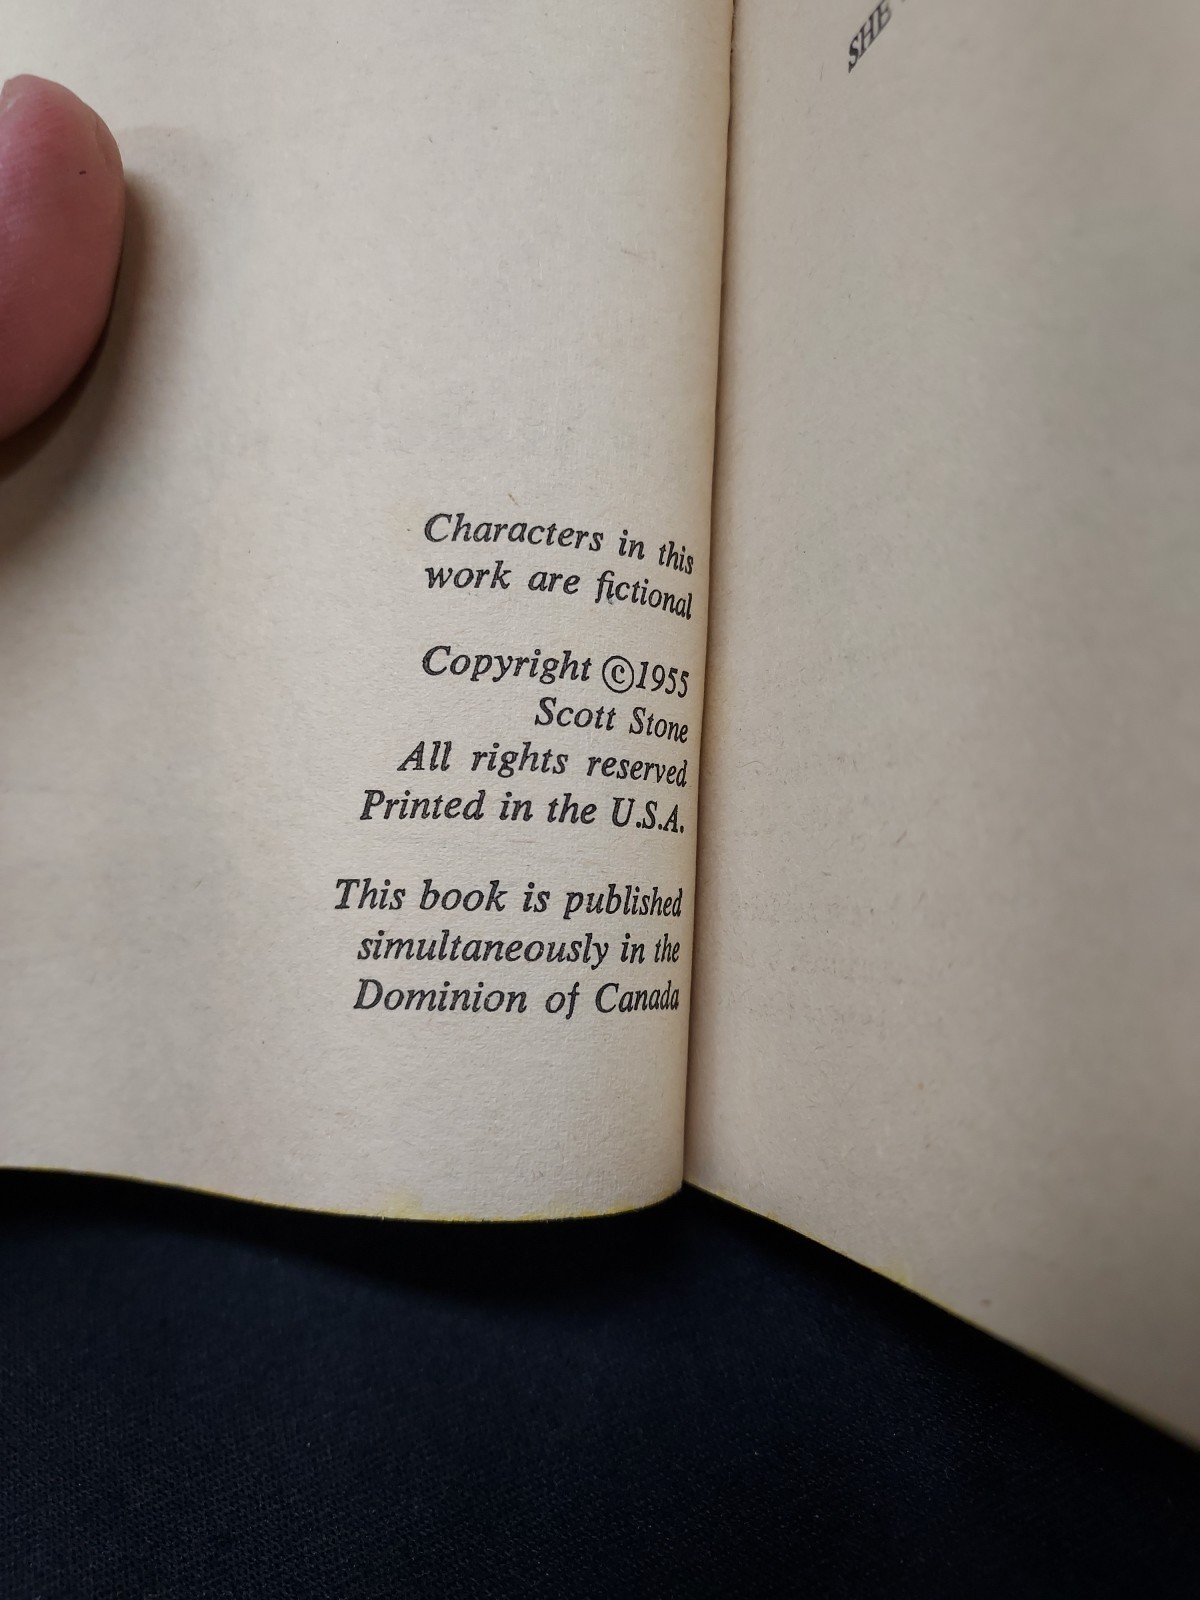 SHE
Characters in this
work are fictional
Copyright ©1955
Scott Stone
All rights reserved
Printed in the U.S.A.
This book is published
simultaneously in the
Dominion of Canada